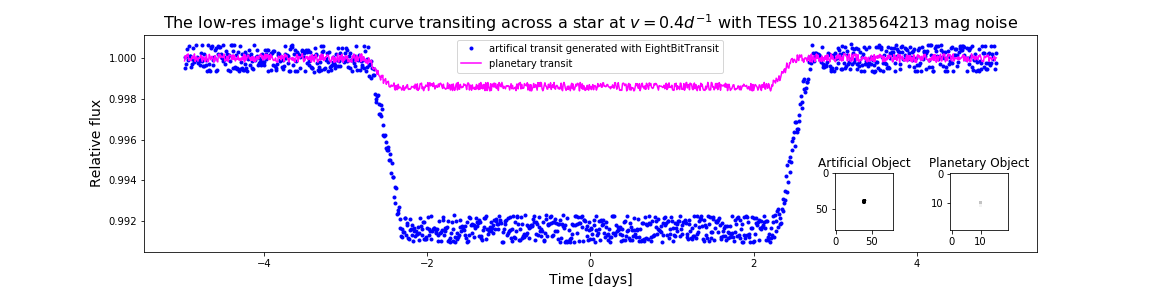 The low-res image's light curve transiting across a star at v = 0.4d⁻¹ with TESS 10.2138564213 mag noise
artifical transit generated with EightBitTransit
planetary transit
Relative flux
1.000
0.998
0.996
0.994
0.992
Artificial Object
0
50
0 50
Planetary Object
0
10
0 10
−4 −2 0 2 4
Time [days]